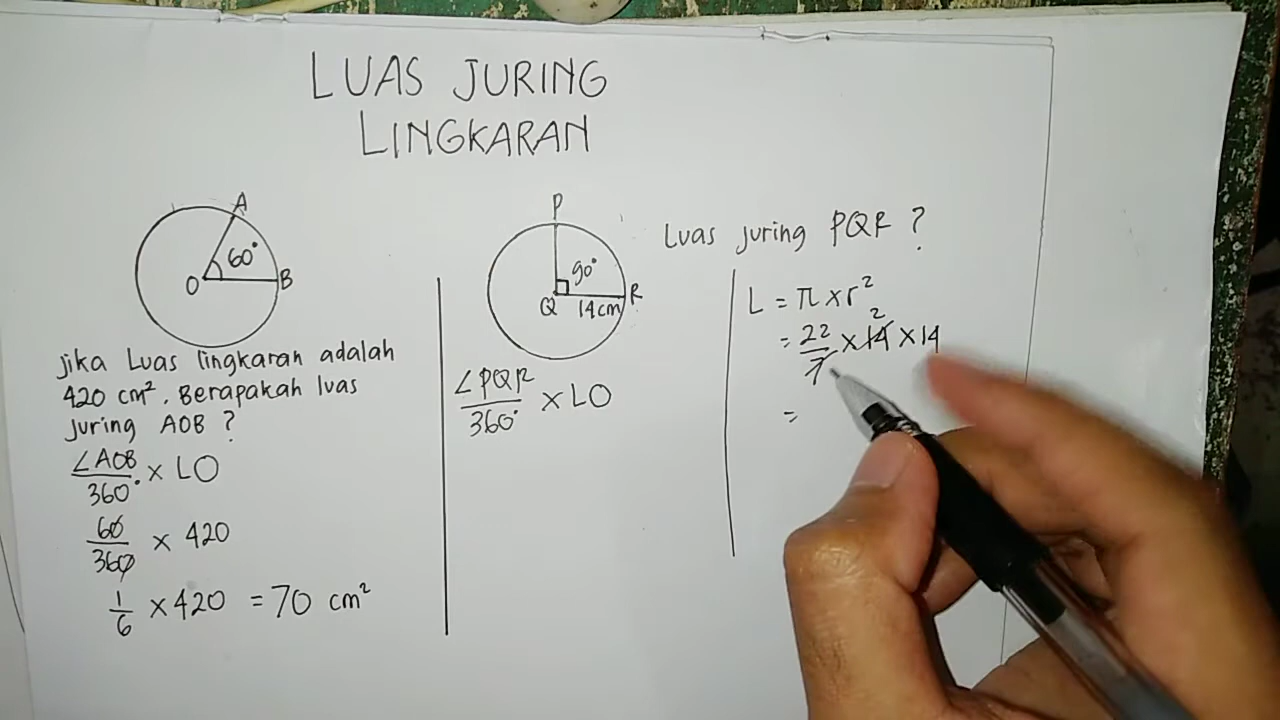 LUAS JURING
LINGKARAN
A
60°
O
B
jika Luas lingkaran adalah
420 cm². Berapakah luas
juring AOB ?
∠AOB
360° × LO
60
360 × 420
1
6 × 420 = 70 cm²
P
90°
Q
R
14cm
∠PQR
360° × LO
Luas juring PQR ?
L = π × r²
2
= 22 × 14 × 14
7
=